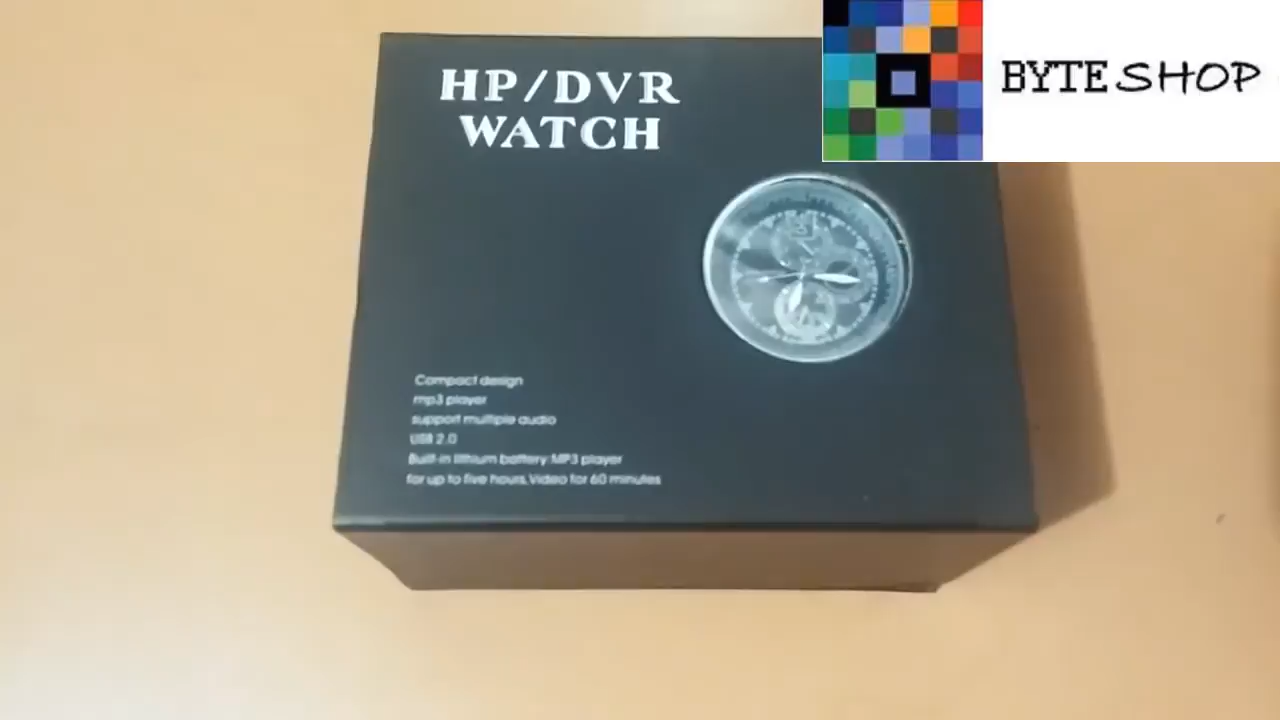 HP/DVR
WATCH
BYTE SHOP
Compact design
mp3 player
support multiple audio
USB 2.0
Built-in lithium battery:MP3 player
for up to five hours,Video for 60 minutes